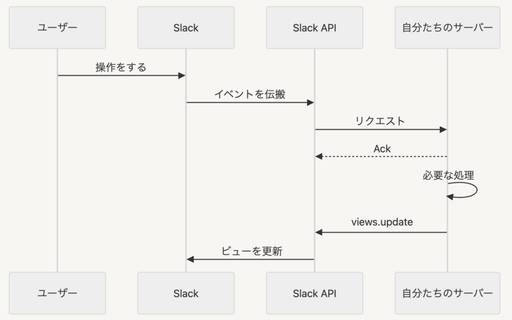 ユーザー
Slack
Slack API
自分たちのサーバー
操作をする
イベントを伝搬
リクエスト
Ack
必要な処理
views.update
ビューを更新
ユーザー
Slack
Slack API
自分たちのサーバー